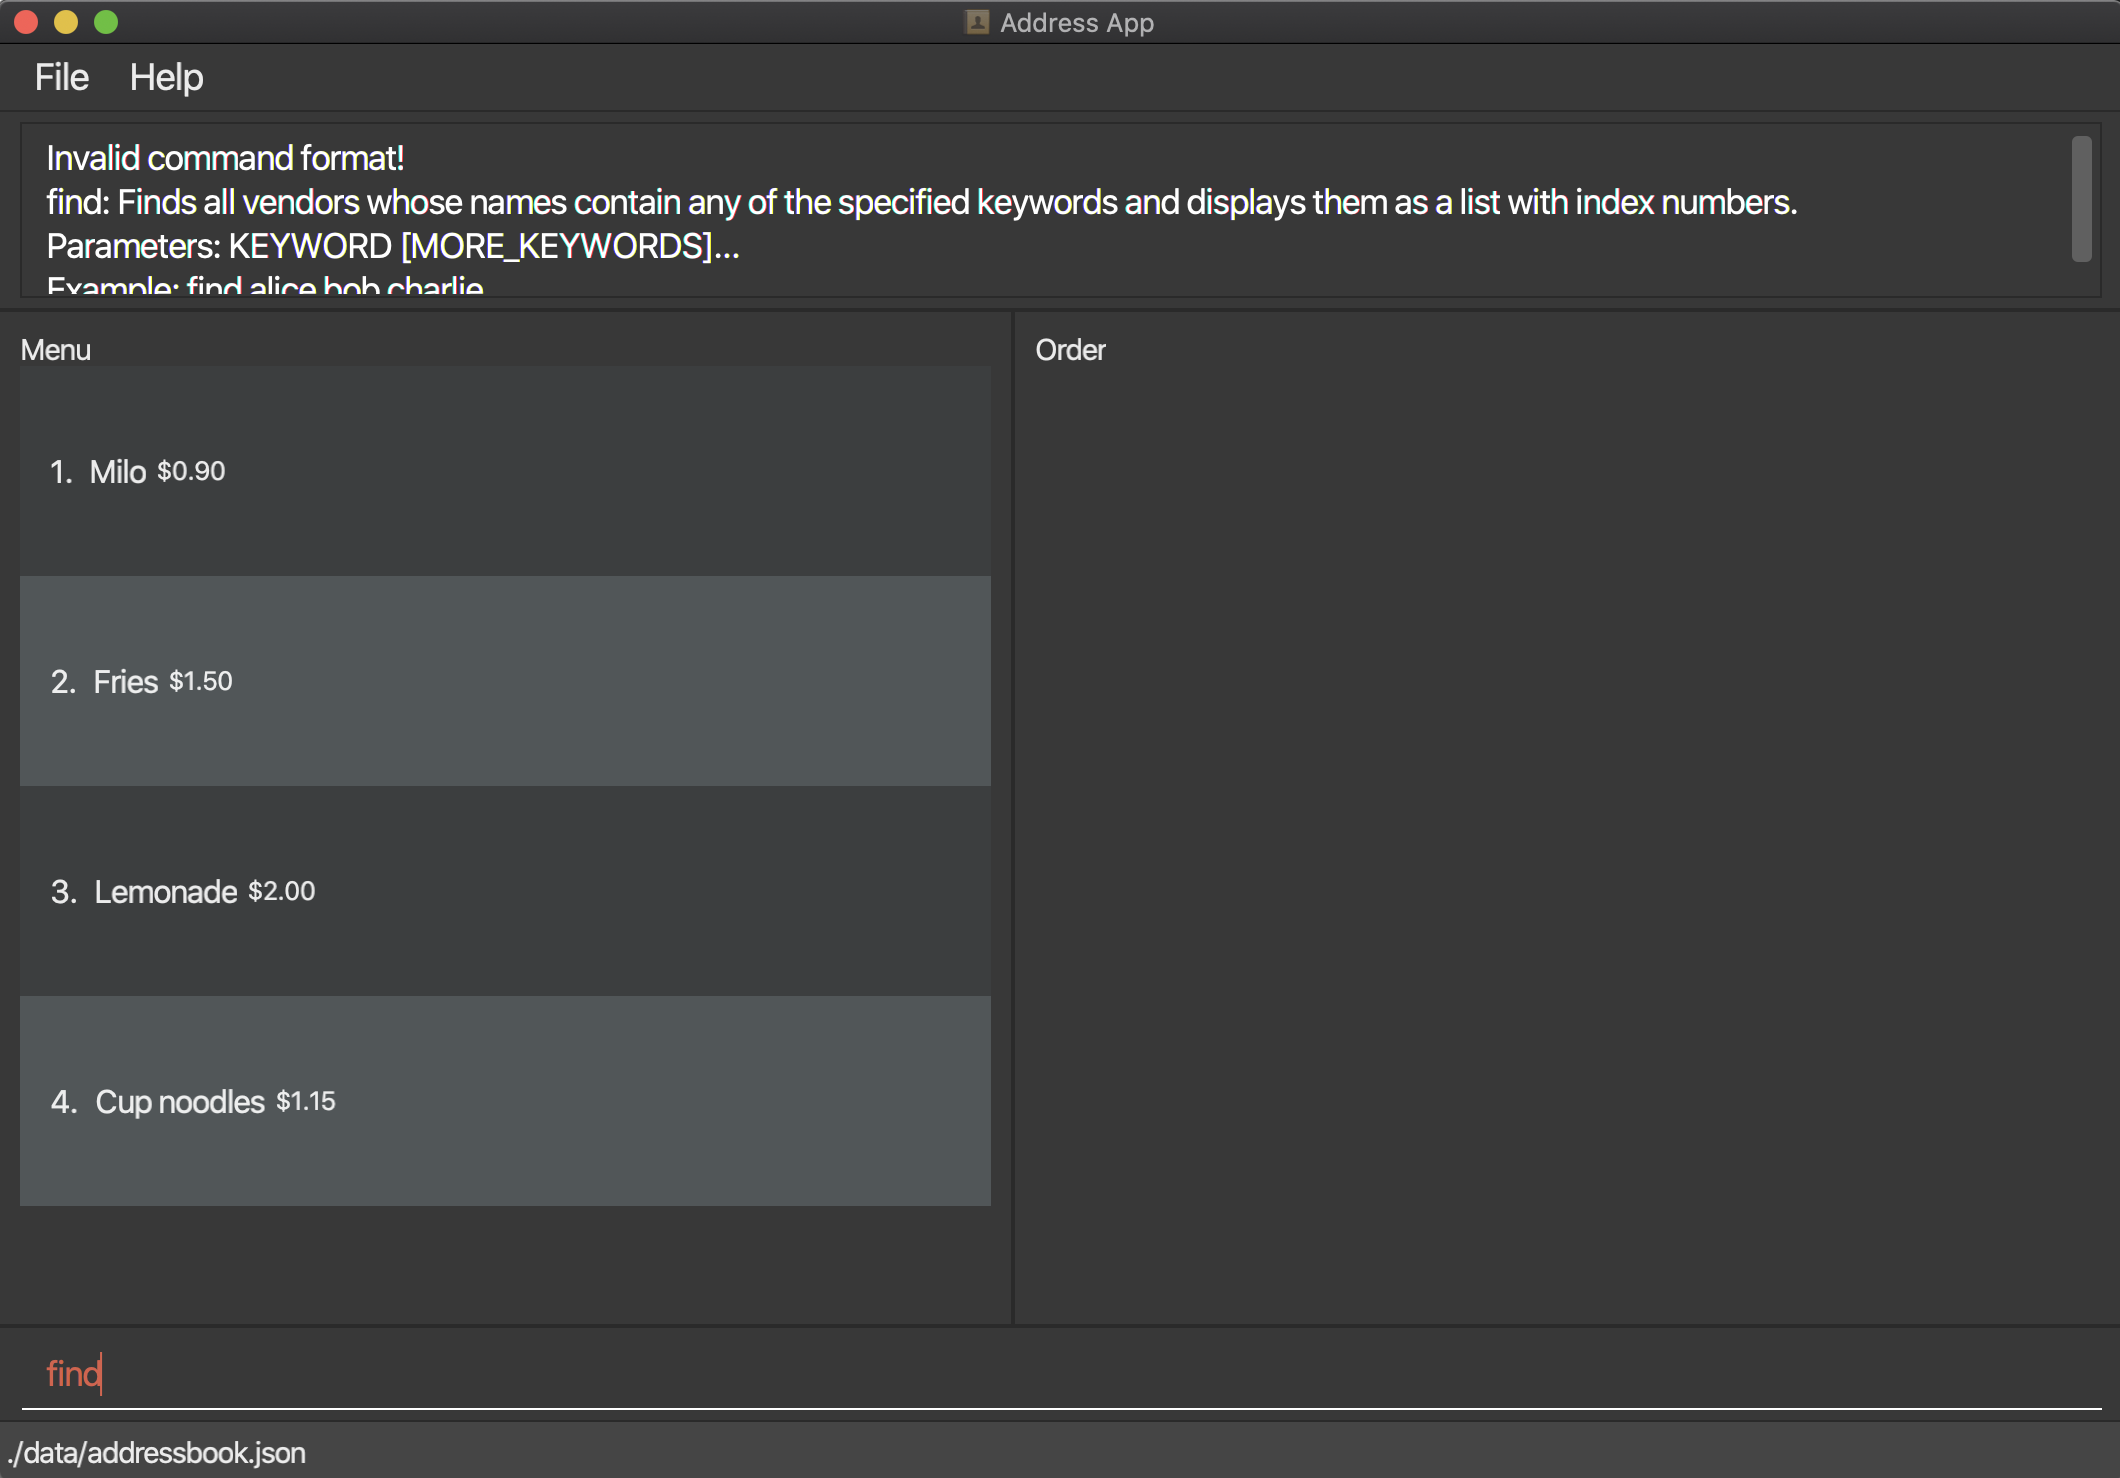 Address App
File Help
Invalid command format!
find: Finds all vendors whose names contain any of the specified keywords and displays them as a list with index numbers.
Parameters: KEYWORD [MORE_KEYWORDS]...
Example: find alice bob charlie
Menu
Order
1. Milo $0.90
2. Fries $1.50
3. Lemonade $2.00
4. Cup noodles $1.15
find
./data/addressbook.json